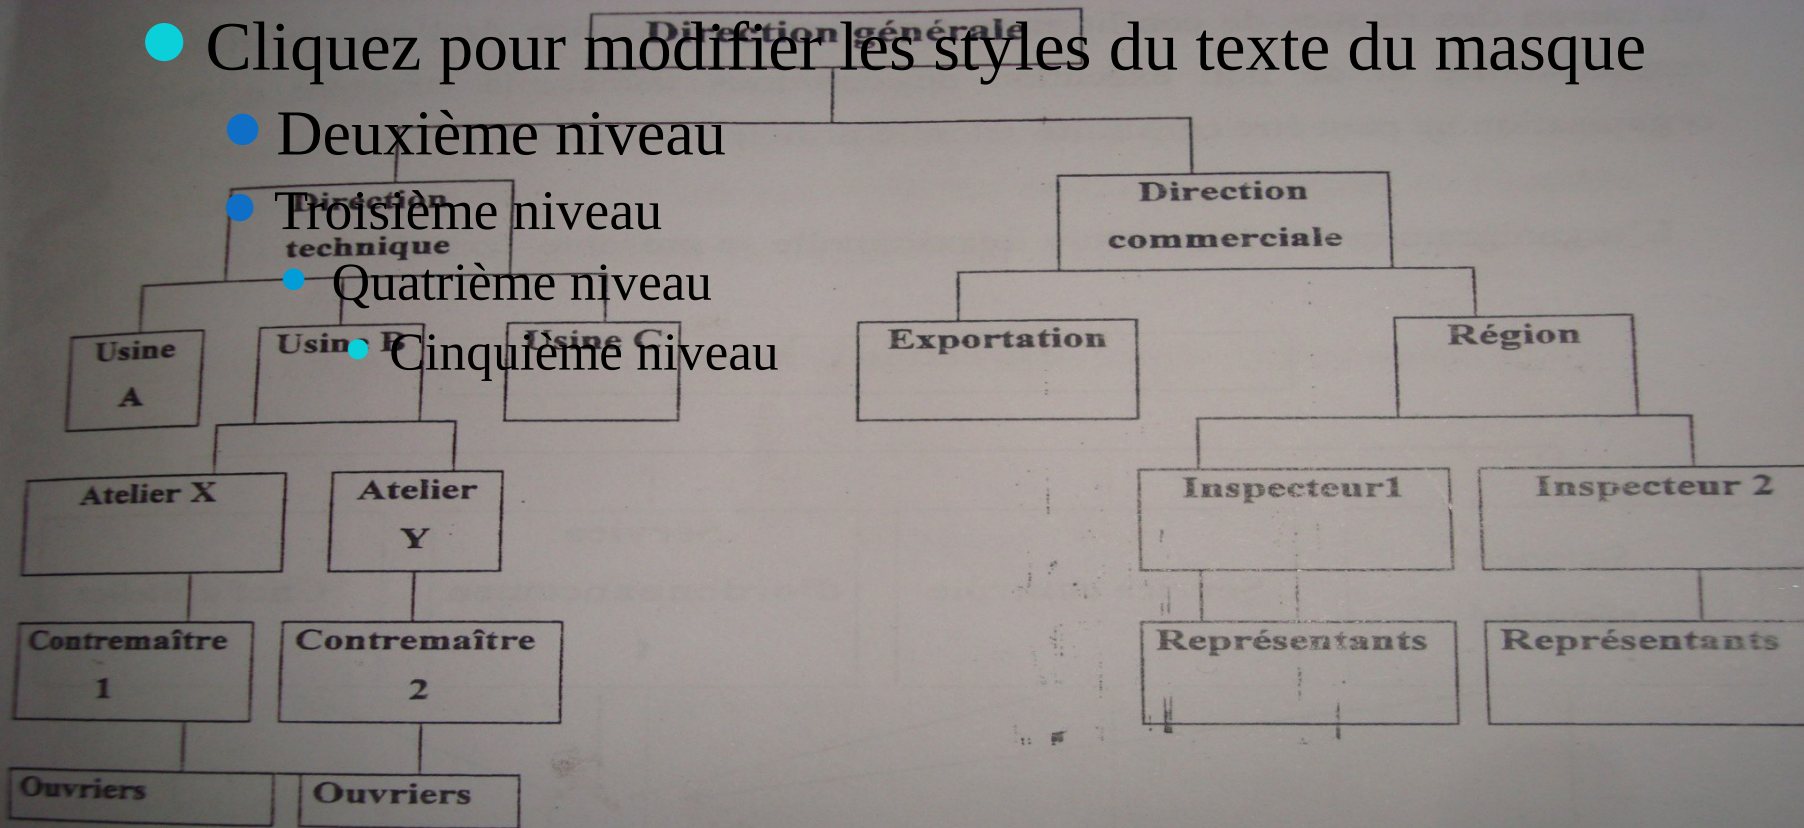 Cliquez pour modifier les styles du texte du masque
Direction générale
Deuxième niveau
Troisième niveau
Direction
technique
Direction
commerciale
Quatrième niveau
Cinquième niveau
Usine
A
Usine B
Usine C
Exportation
Région
Atelier X
Atelier
Y
Inspecteur1
Inspecteur 2
Contremaître
1
Contremaître
2
Représentants
Représentants
Ouvriers
Ouvriers